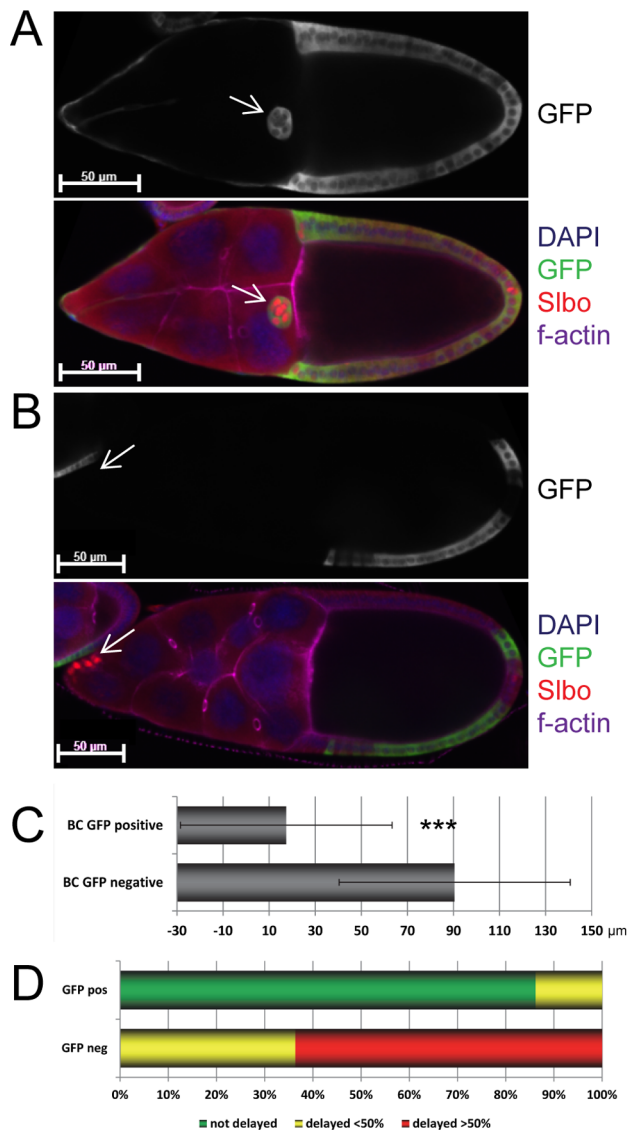 A
GFP
50 µm
DAPI
GFP
Slbo
f-actin
50 µm
B
GFP
50 µm
DAPI
GFP
Slbo
f-actin
50 µm
C
BC GFP positive
***
BC GFP negative
-30 -10 10 30 50 70 90 110 130 150 µm
D
GFP pos
GFP neg
0% 10% 20% 30% 40% 50% 60% 70% 80% 90% 100%
not delayed delayed <50% delayed >50%